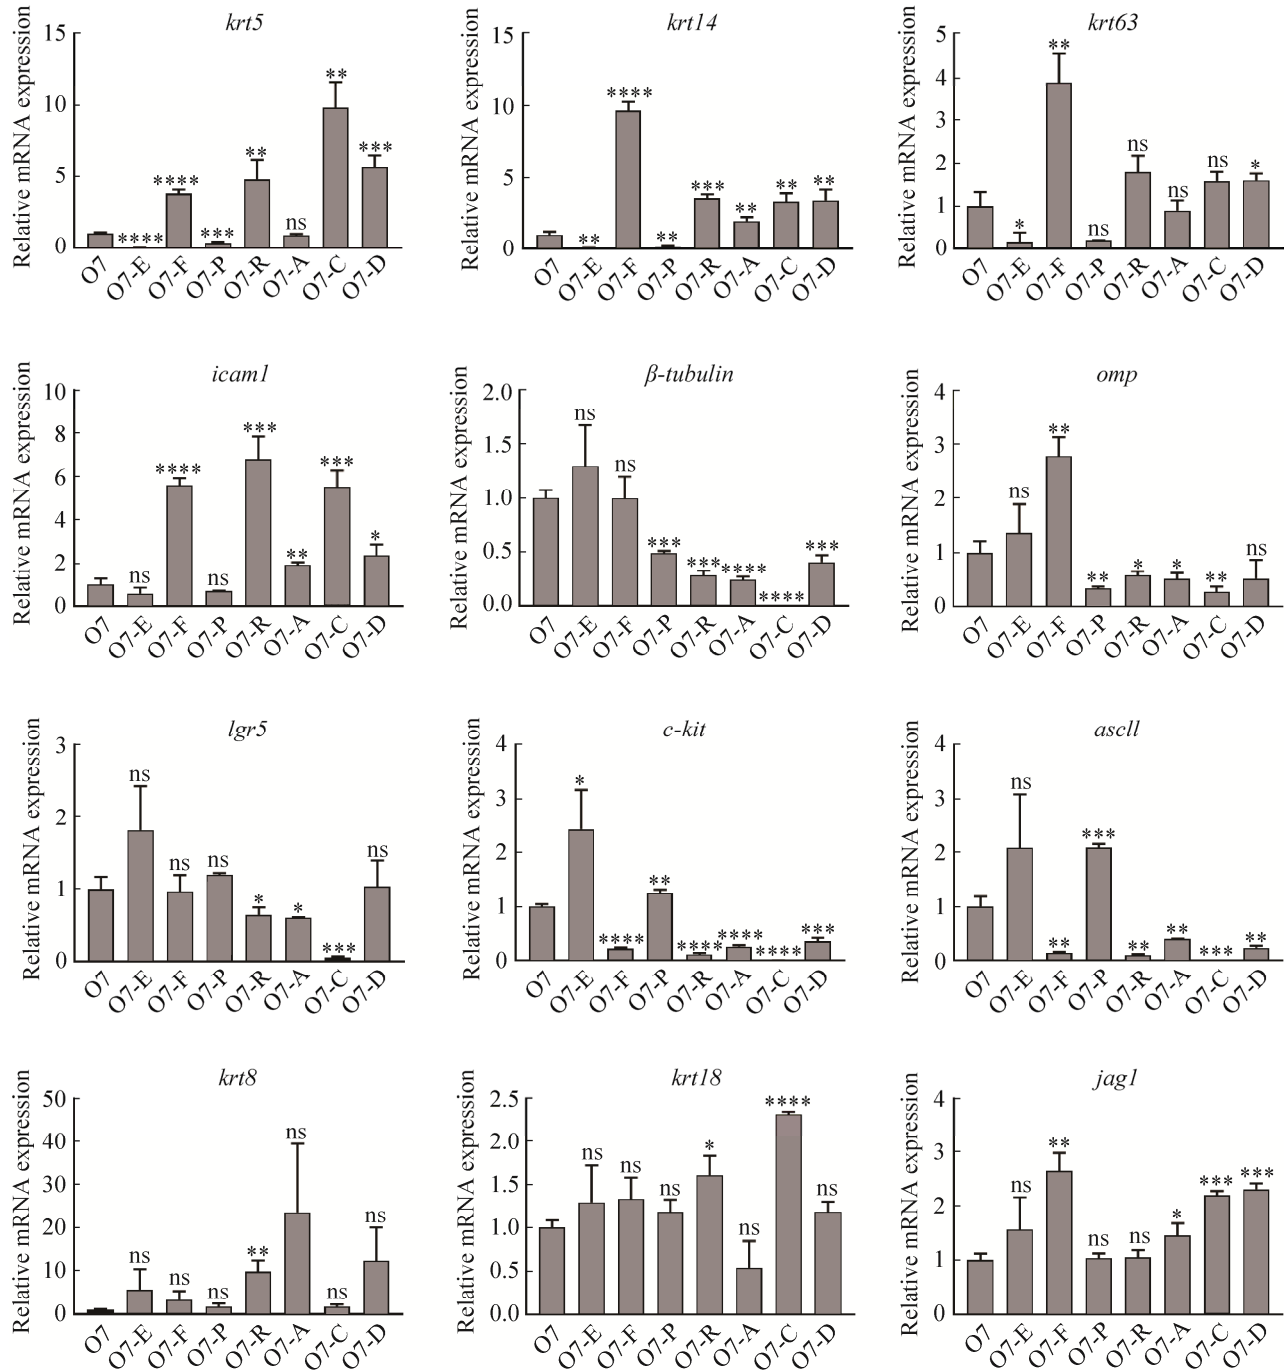 krt5
Relative mRNA expression
15
10
5
0
**** **** *** ** ns ** ***
O7 O7-E O7-F O7-P O7-R O7-A O7-C O7-D
krt14
Relative mRNA expression
15
10
5
0
** **** ** *** ** ** **
O7 O7-E O7-F O7-P O7-R O7-A O7-C O7-D
krt63
Relative mRNA expression
5
4
3
2
1
0
* ** ns ns ns ns *
O7 O7-E O7-F O7-P O7-R O7-A O7-C O7-D
icam1
Relative mRNA expression
10
8
6
4
2
0
ns **** ns *** ** *** *
O7 O7-E O7-F O7-P O7-R O7-A O7-C O7-D
β-tubulin
Relative mRNA expression
2.0
1.5
1.0
0.5
0.0
ns ns *** *** **** **** ***
O7 O7-E O7-F O7-P O7-R O7-A O7-C O7-D
omp
Relative mRNA expression
4
3
2
1
0
ns ** ** * * ** ns
O7 O7-E O7-F O7-P O7-R O7-A O7-C O7-D
lgr5
Relative mRNA expression
3
2
1
0
ns ns ns * * *** ns
O7 O7-E O7-F O7-P O7-R O7-A O7-C O7-D
c-kit
Relative mRNA expression
4
3
2
1
0
* **** ** **** **** **** ***
O7 O7-E O7-F O7-P O7-R O7-A O7-C O7-D
ascll
Relative mRNA expression
4
3
2
1
0
ns ** *** ** ** *** **
O7 O7-E O7-F O7-P O7-R O7-A O7-C O7-D
krt8
Relative mRNA expression
50
40
30
20
10
0
ns ns ns ** ns ns ns
O7 O7-E O7-F O7-P O7-R O7-A O7-C O7-D
krt18
Relative mRNA expression
2.5
2.0
1.5
1.0
0.5
0.0
ns ns ns * ns **** ns
O7 O7-E O7-F O7-P O7-R O7-A O7-C O7-D
jag1
Relative mRNA expression
4
3
2
1
0
ns ** ns ns * *** ***
O7 O7-E O7-F O7-P O7-R O7-A O7-C O7-D